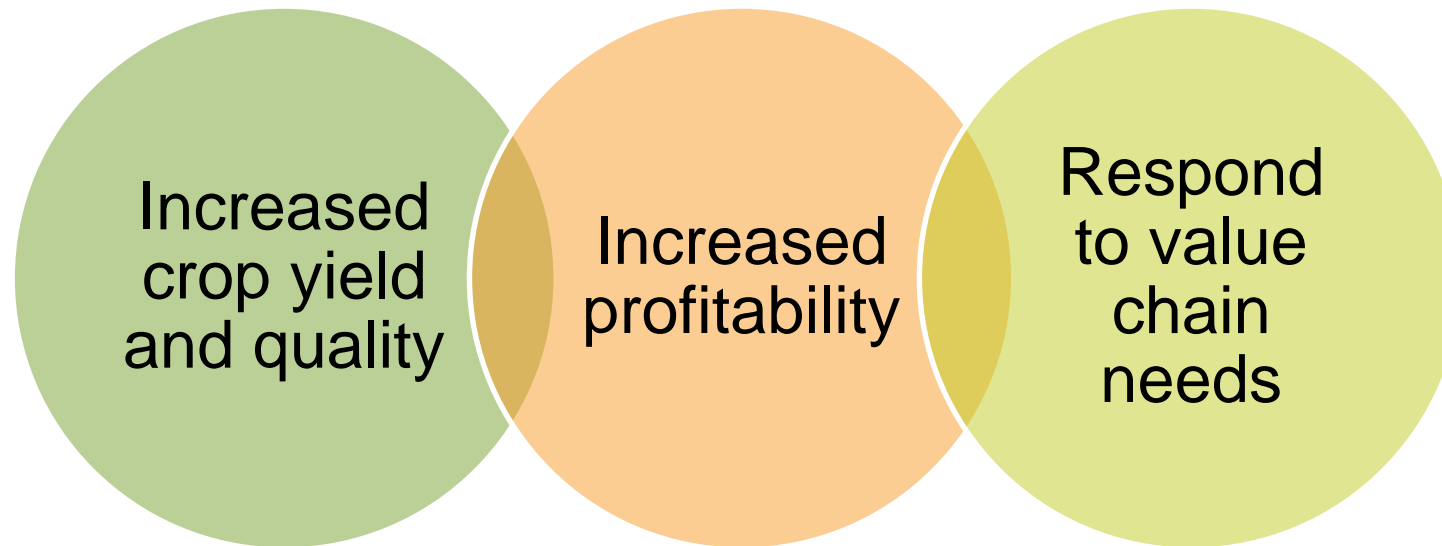 Increased
crop yield
and quality
Increased
profitability
Respond
to value
chain
needs